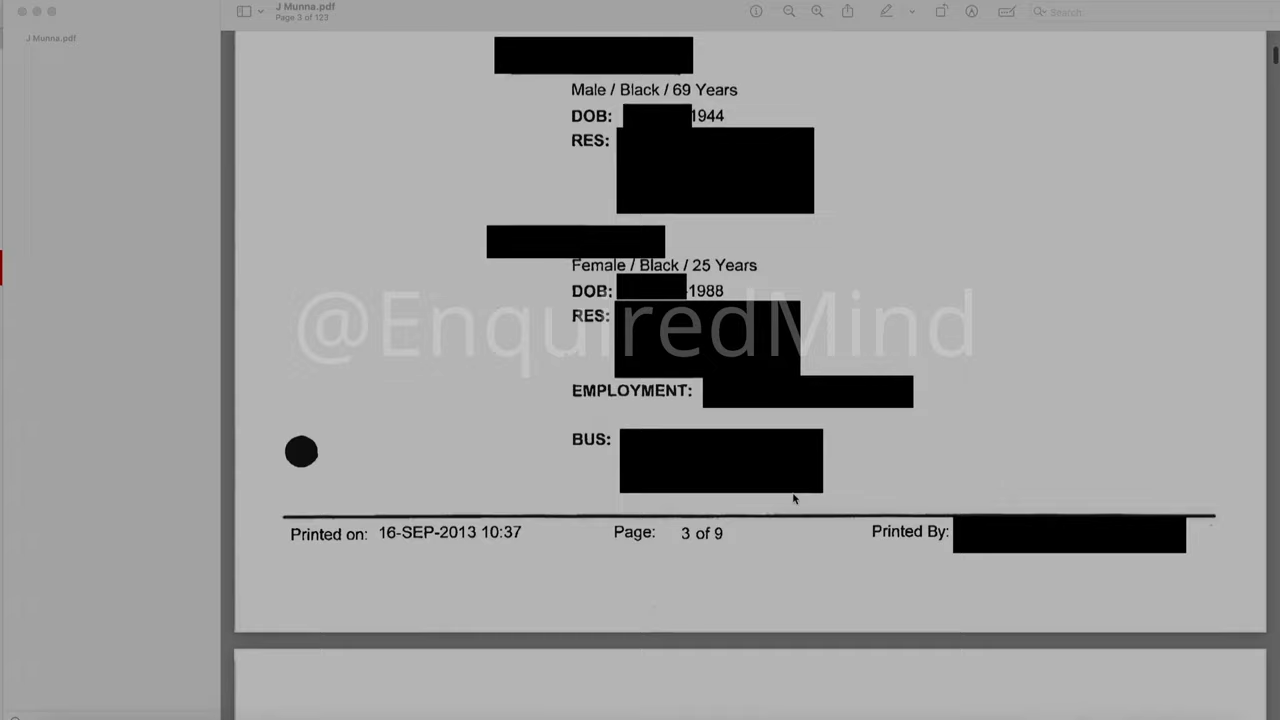 J Munna.pdf
Page 3 of 123
Search
J Munna.pdf
Male / Black / 69 Years
DOB: 1944
RES:
Female / Black / 25 Years
DOB: -1988
RES:
@EnquiredMind
EMPLOYMENT:
BUS:
Printed on: 16-SEP-2013 10:37 Page: 3 of 9 Printed By: